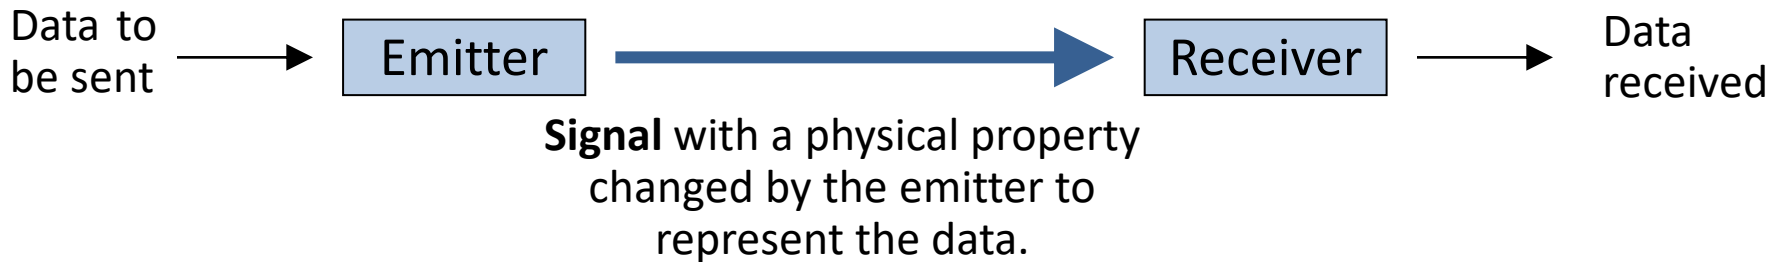 Data to
be sent
Emitter
Receiver
Data
received
Signal with a physical property
changed by the emitter to
represent the data.